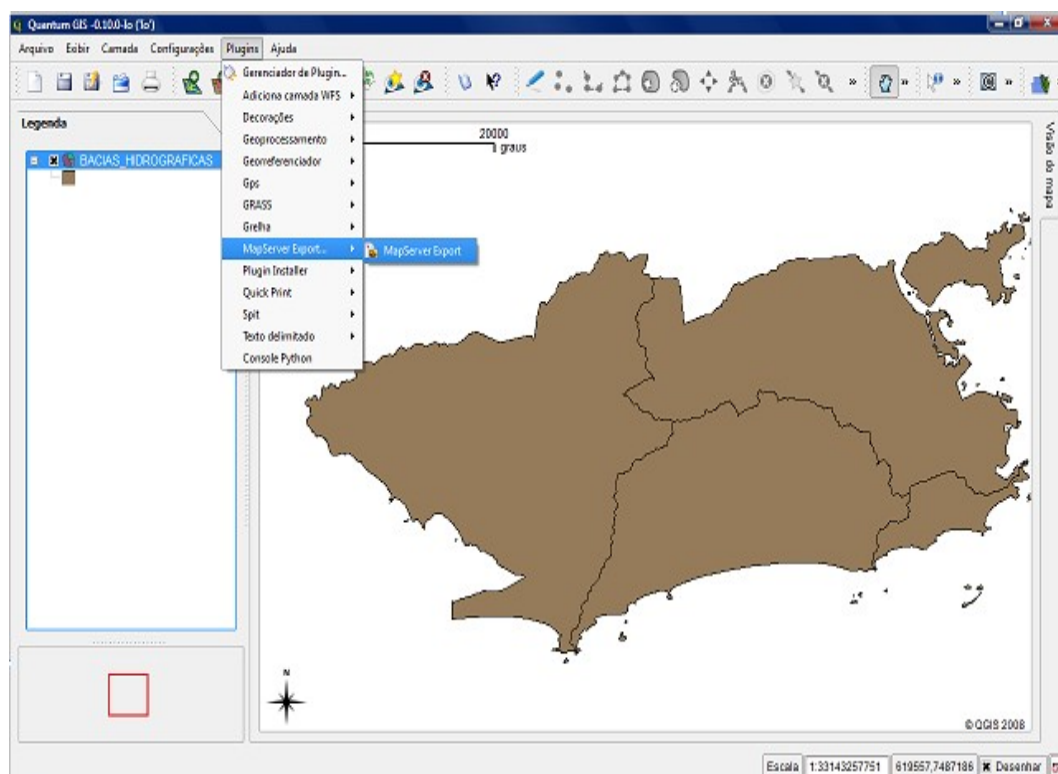 Quantum GIS -0.10.0-Io ('Io')
Arquivo Exibir Camada Configurações Plugins Ajuda
Legenda
BACIAS_HIDROGRAFICAS
Gerenciador de Plugin...
Adiciona camada WFS
Decorações
Geoprocessamento
Georreferenciador
Gps
GRASS
Grelha
MapServer Export...
MapServer Export
Plugin Installer
Quick Print
Spit
Texto delimitado
Console Python
20000
graus
Visão do mapa
N
© QGIS 2008
Escala 1:33143257751 619557,7487186 Desenhar